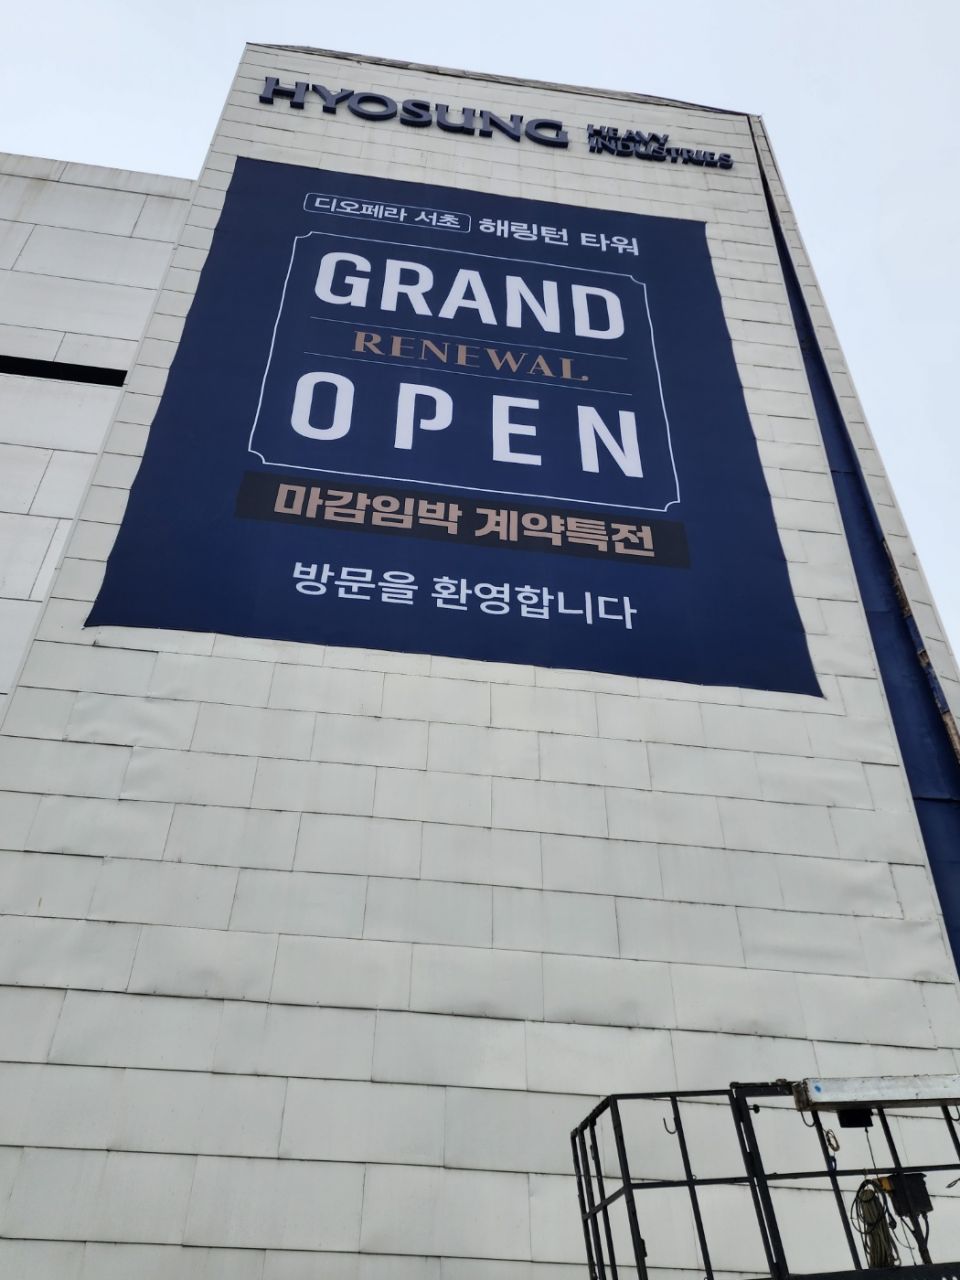 HYOSUNG HEAVY INDUSTRIES
디오페라 서초 해링턴 타워
GRAND
RENEWAL
OPEN
마감임박 계약특전
방문을 환영합니다